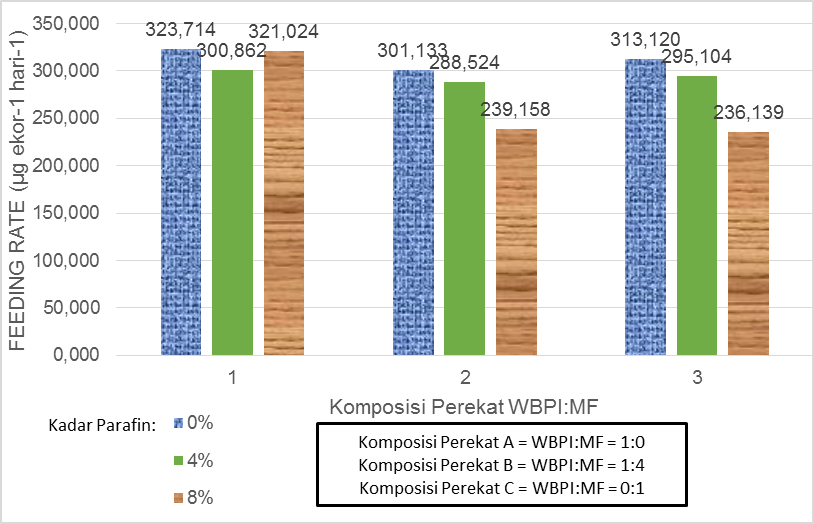 FEEDING RATE (µg ekor-1 hari-1)
350,000
300,000
250,000
200,000
150,000
100,000
50,000
0,000
323,714
300,862
321,024
301,133
288,524
239,158
313,120
295,104
236,139
1 2 3
Komposisi Perekat WBPI:MF
Kadar Parafin:
0%
4%
8%
Komposisi Perekat A = WBPI:MF = 1:0
Komposisi Perekat B = WBPI:MF = 1:4
Komposisi Perekat C = WBPI:MF = 0:1